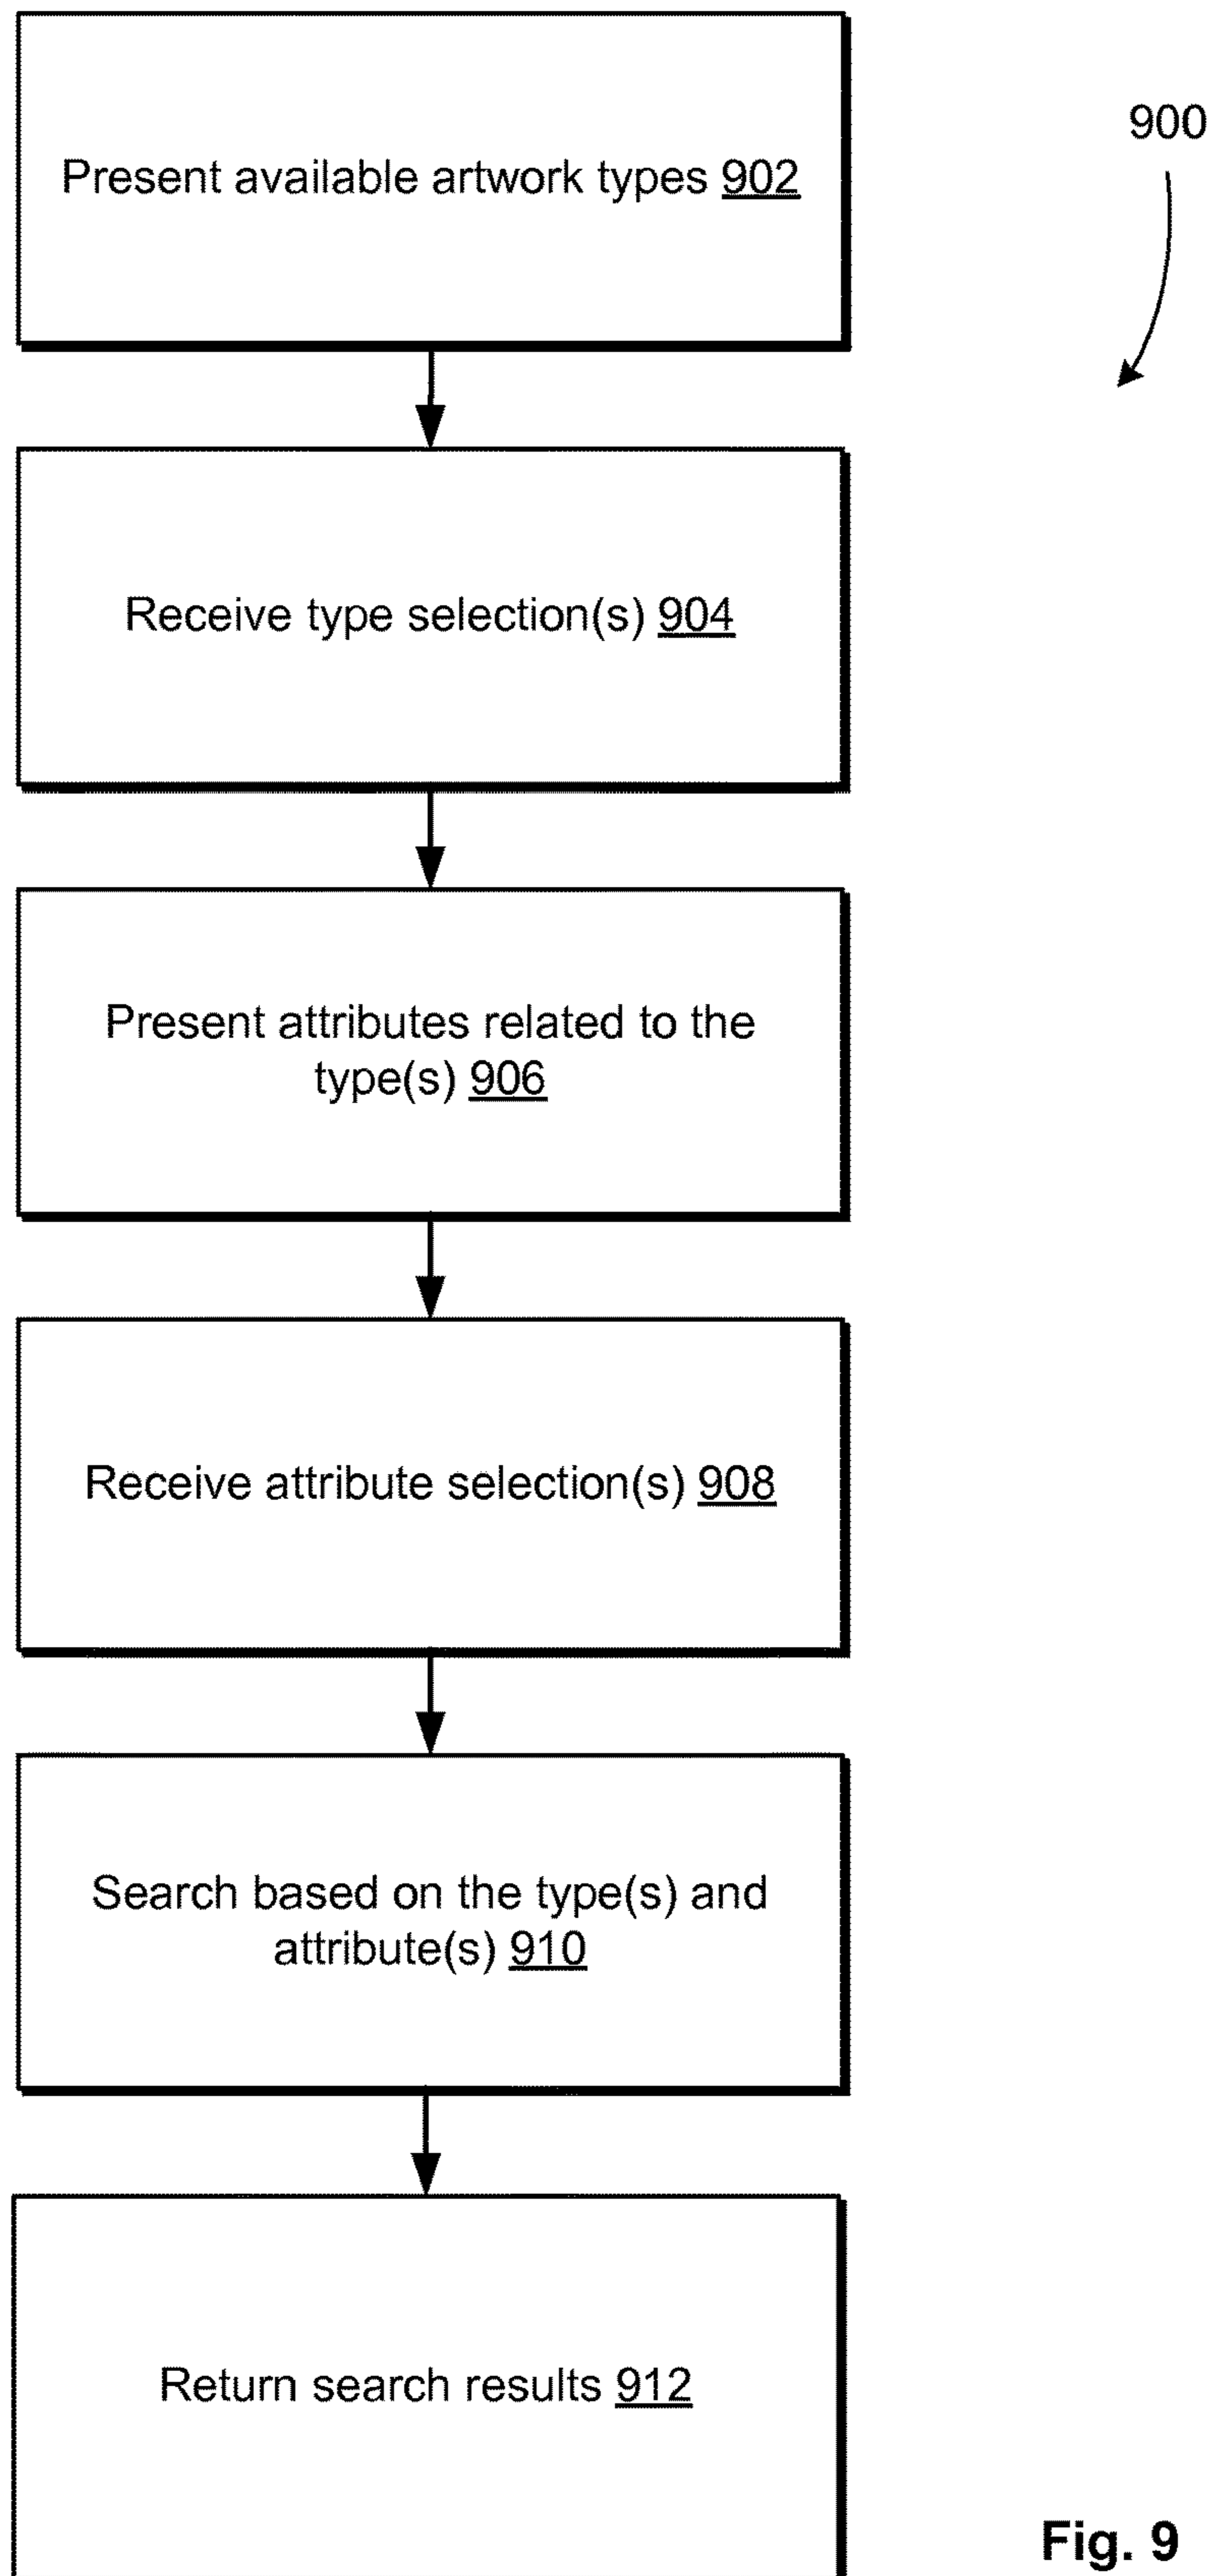 Present available artwork types 902
900
Receive type selection(s) 904
Present attributes related to the
type(s) 906
Receive attribute selection(s) 908
Search based on the type(s) and
attribute(s) 910
Return search results 912
Fig. 9